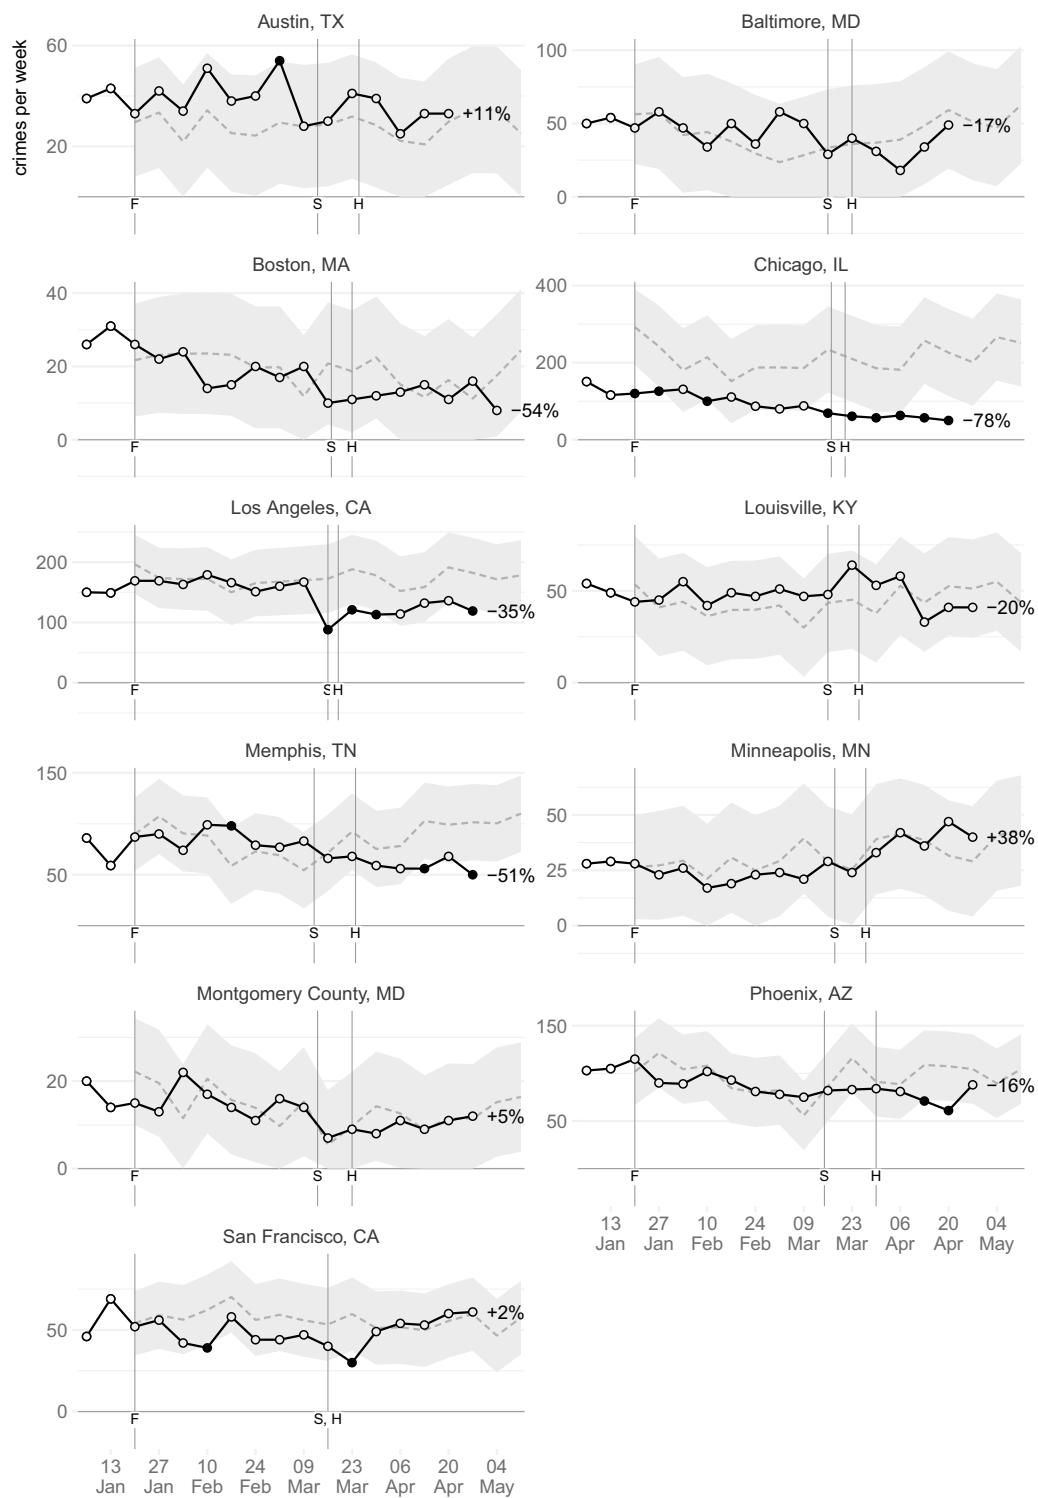 crimes per week
Austin, TX
60
20
+11%
F
S
H
Baltimore, MD
100
50
0
−17%
F
S
H
Boston, MA
40
20
0
−54%
F
S
H
Chicago, IL
400
200
0
−78%
F
S
H
Los Angeles, CA
200
100
0
−35%
F
S
H
Louisville, KY
50
0
−20%
F
S
H
Memphis, TN
150
50
−51%
F
S
H
Minneapolis, MN
50
25
0
+38%
F
S
H
Montgomery County, MD
20
0
+5%
F
S
H
Phoenix, AZ
150
50
−16%
F
S
H
13 27 10 24 09 23 06 20 04
Jan Jan Feb Feb Mar Mar Apr Apr May
San Francisco, CA
50
0
+2%
F
S, H
13 27 10 24 09 23 06 20 04
Jan Jan Feb Feb Mar Mar Apr Apr May